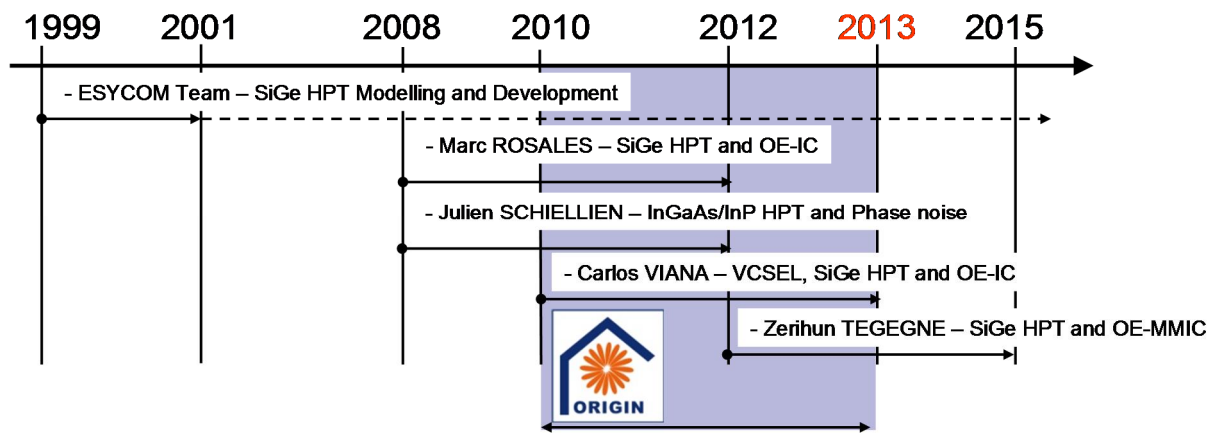 1999 2001 2008 2010 2012 2013 2015
- ESYCOM Team – SiGe HPT Modelling and Development
- Marc ROSALES – SiGe HPT and OE-IC
- Julien SCHIELLIEN – InGaAs/InP HPT and Phase noise
- Carlos VIANA – VCSEL, SiGe HPT and OE-IC
- Zerihun TEGEGNE – SiGe HPT and OE-MMIC
ORIGIN